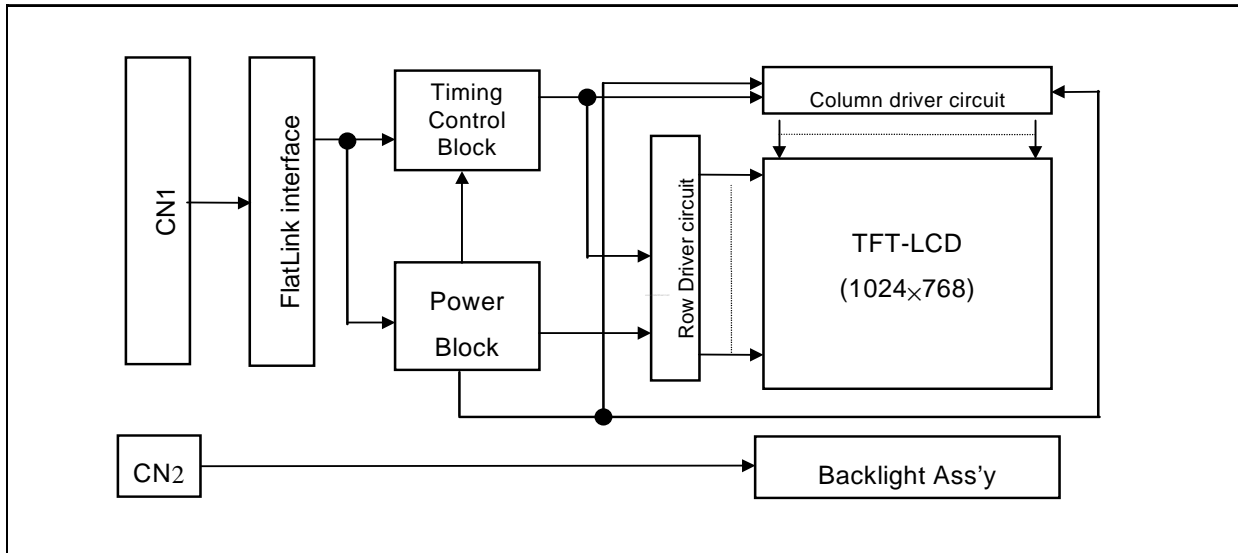 CN1
FlatLink interface
Timing
Control
Block
Power
Block
Row Driver circuit
Column driver circuit
TFT-LCD
(1024×768)
CN2
Backlight Ass’y